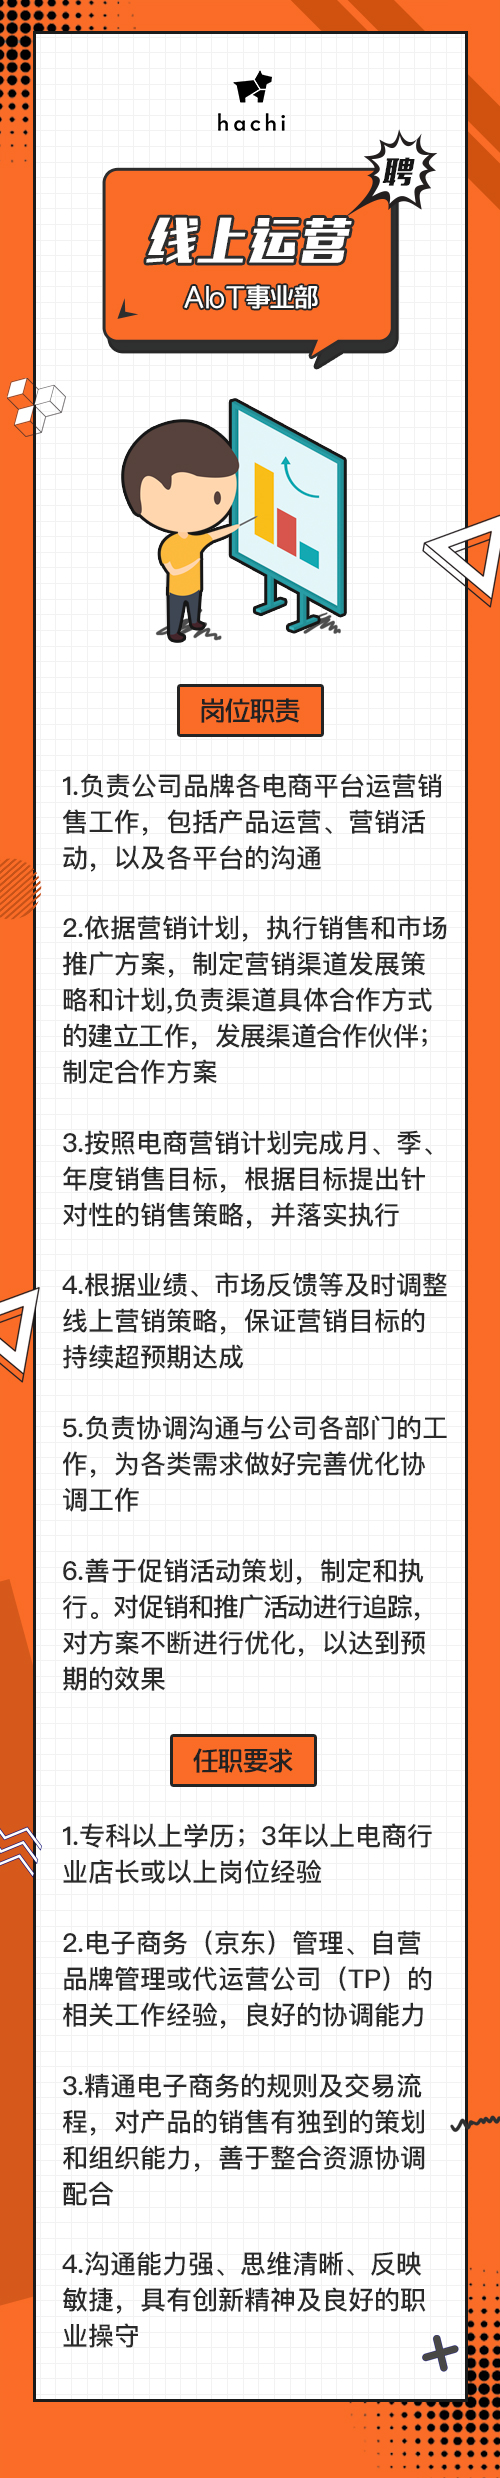 hachi
聘
线上运营
AIoT事业部
岗位职责
1.负责公司品牌各电商平台运营销
售工作，包括产品运营、营销活
动，以及各平台的沟通
2.依据营销计划，执行销售和市场
推广方案，制定营销渠道发展策
略和计划,负责渠道具体合作方式
的建立工作，发展渠道合作伙伴；
制定合作方案
3.按照电商营销计划完成月、季、
年度销售目标，根据目标提出针
对性的销售策略，并落实执行
4.根据业绩、市场反馈等及时调整
线上营销策略，保证营销目标的
持续超预期达成
5.负责协调沟通与公司各部门的工
作，为各类需求做好完善优化协
调工作
6.善于促销活动策划，制定和执
行。对促销和推广活动进行追踪，
对方案不断进行优化，以达到预
期的效果
任职要求
1.专科以上学历；3年以上电商行
业店长或以上岗位经验
2.电子商务（京东）管理、自营
品牌管理或代运营公司（TP）的
相关工作经验，良好的协调能力
3.精通电子商务的规则及交易流
程，对产品的销售有独到的策划
和组织能力，善于整合资源协调
配合
4.沟通能力强、思维清晰、反映
敏捷，具有创新精神及良好的职
业操守